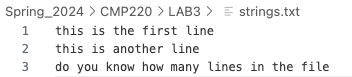 Spring_2024 > CMP220 > LAB3 > strings.txt
1 this is the first line
2 this is another line
3 do you know how many lines in the file